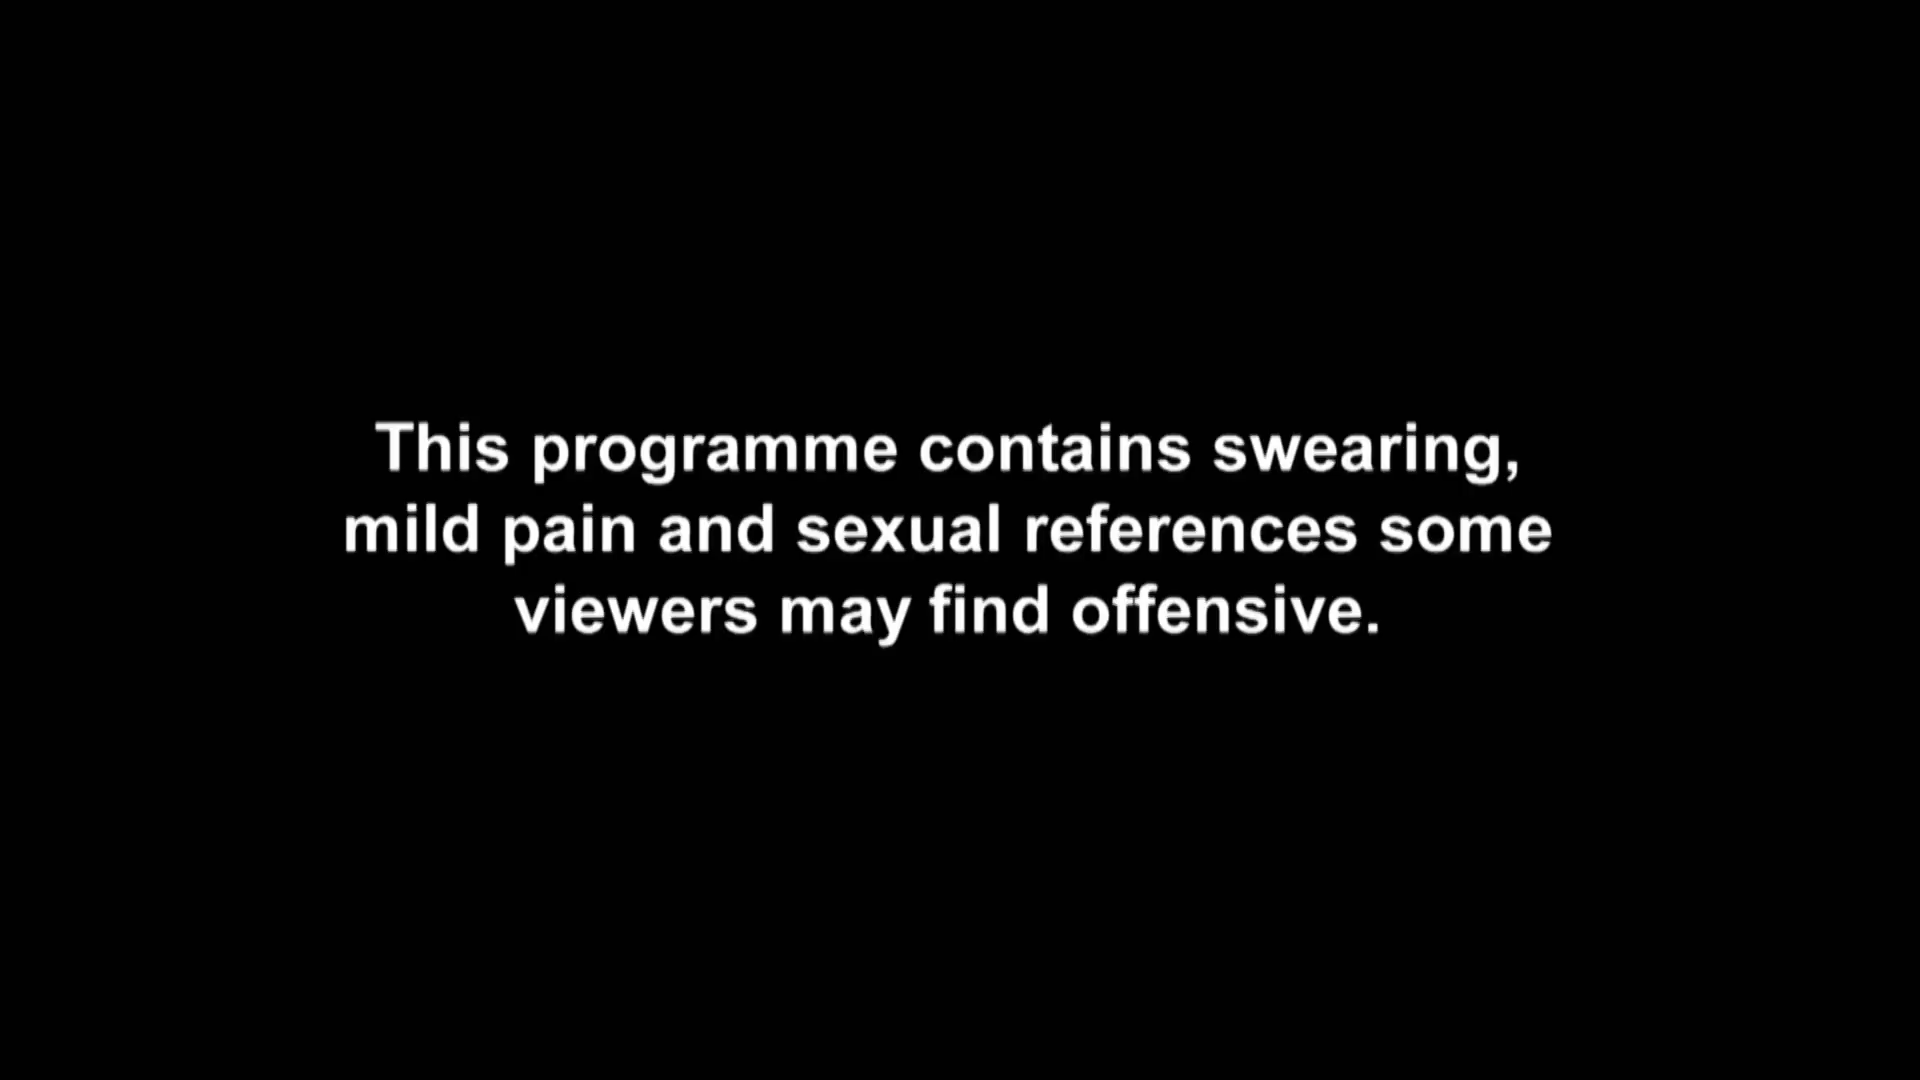 This programme contains swearing,
mild pain and sexual references some
viewers may find offensive.